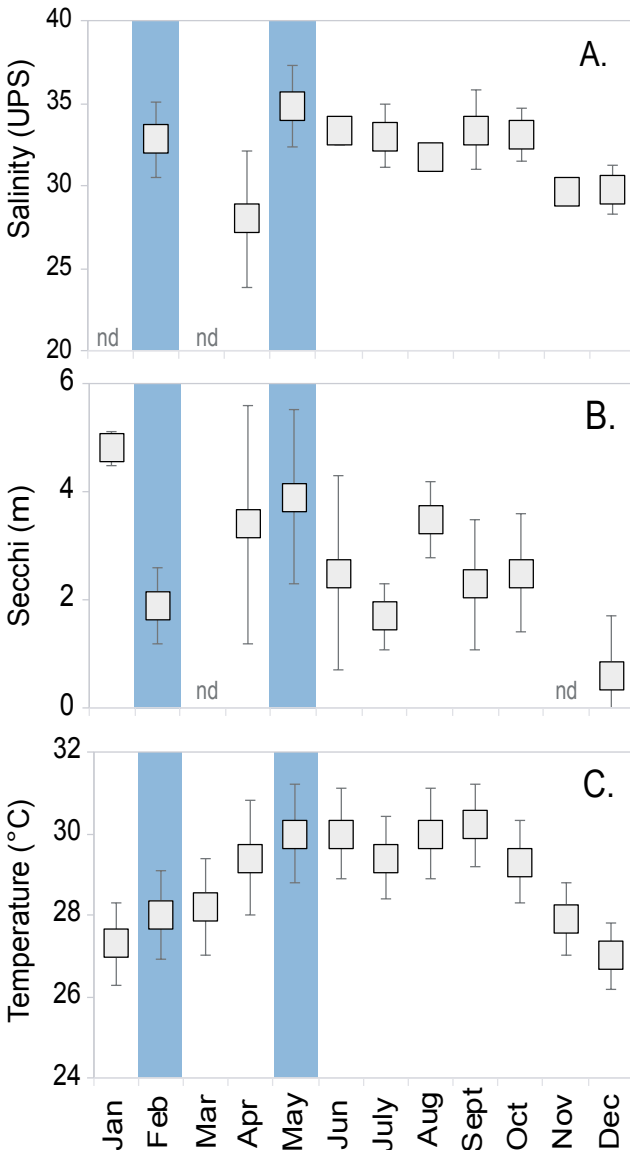 40
A.
35
Salinity (UPS)
30
25
nd
nd
20
6
B.
4
Secchi (m)
2
nd
nd
0
32
C.
30
Temperature (°C)
28
26
24
Jan
Feb
Mar
Apr
May
Jun
July
Aug
Sept
Oct
Nov
Dec